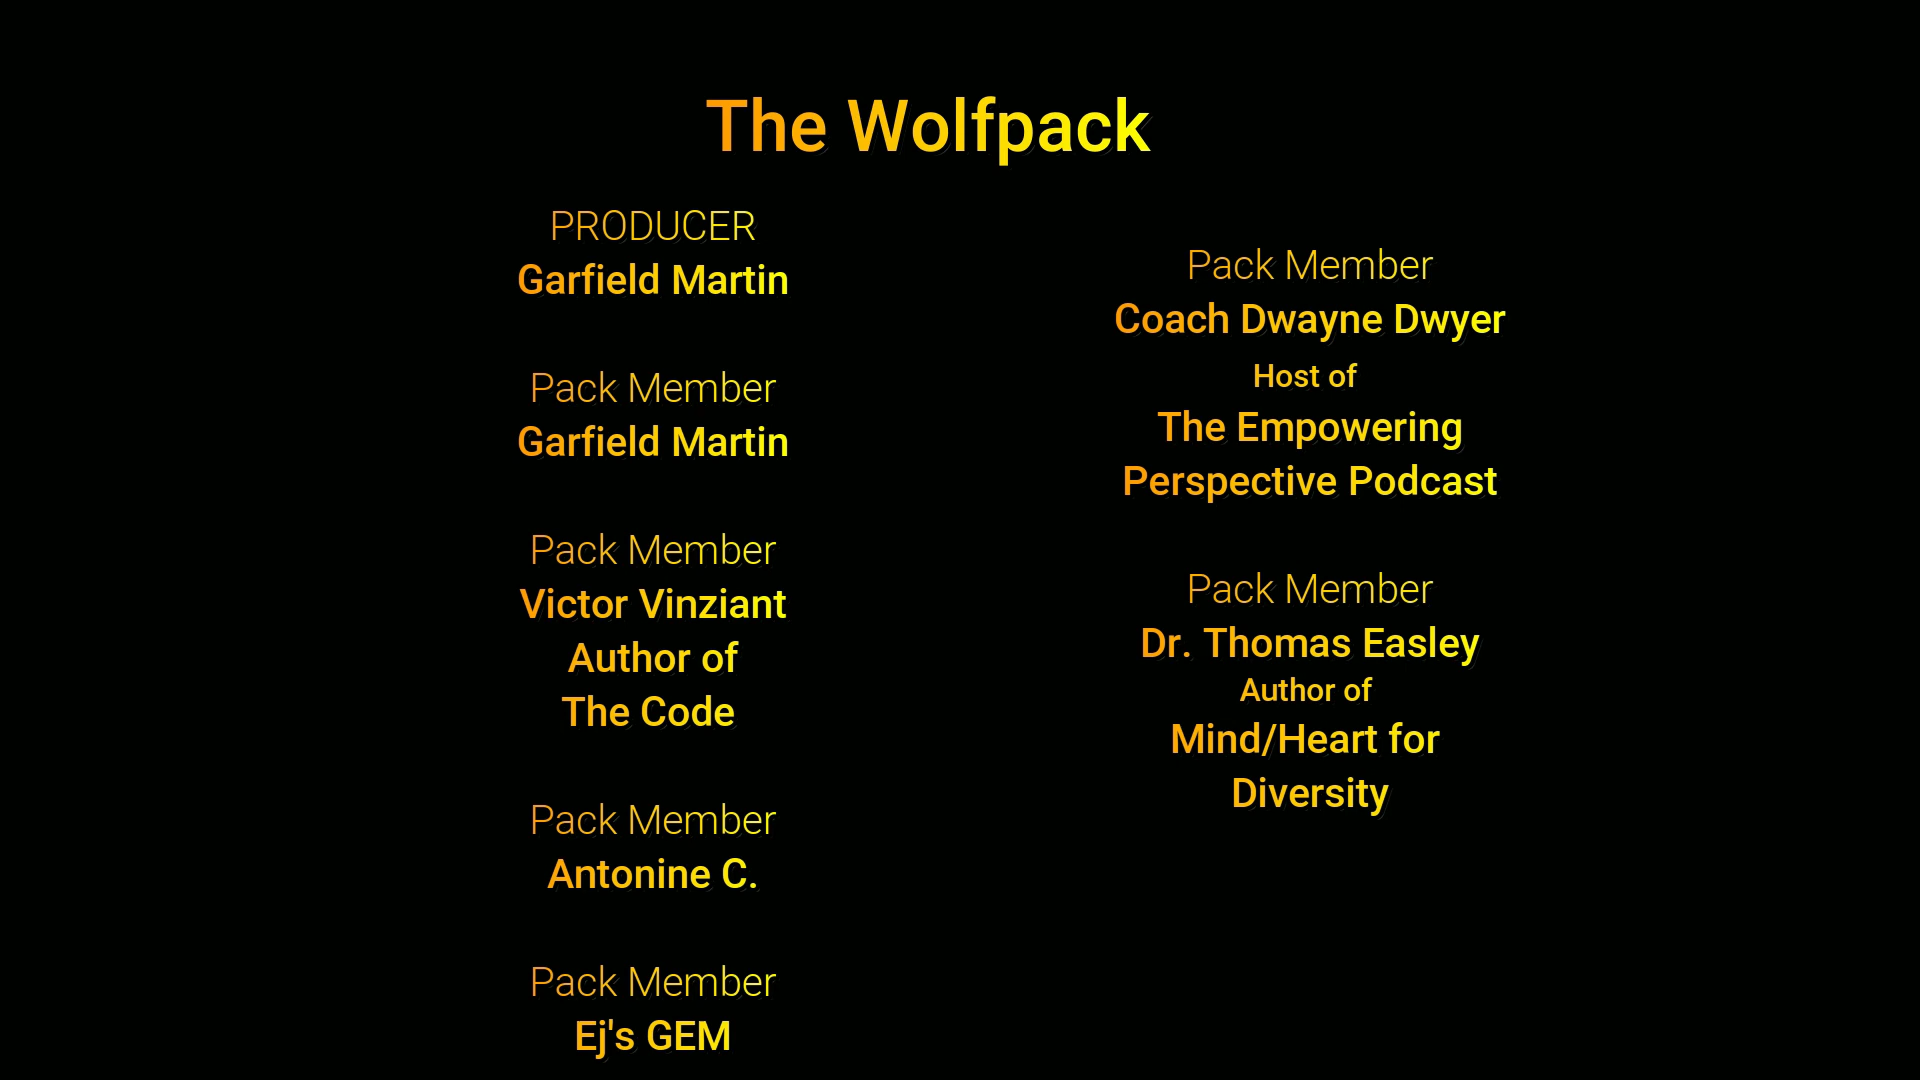 The Wolfpack
PRODUCER
Garfield Martin
Pack Member
Garfield Martin
Pack Member
Victor Vinziant
Author of
The Code
Pack Member
Antonine C.
Pack Member
Ej's GEM
Pack Member
Coach Dwayne Dwyer
Host of
The Empowering
Perspective Podcast
Pack Member
Dr. Thomas Easley
Author of
Mind/Heart for
Diversity